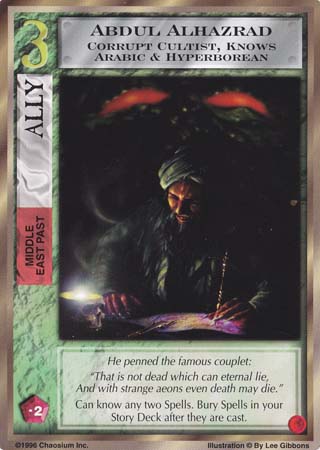 3
ABDUL ALHAZRAD
CORRUPT CULTIST, KNOWS
ARABIC & HYPERBOREAN
ALLY
MIDDLE
EAST PAST
He penned the famous couplet:
“That is not dead which can eternal lie,
And with strange aeons even death may die.”
Can know any two Spells. Bury Spells in your
Story Deck after they are cast.
-2
©1996 Chaosium Inc.
Illustration © By Lee Gibbons